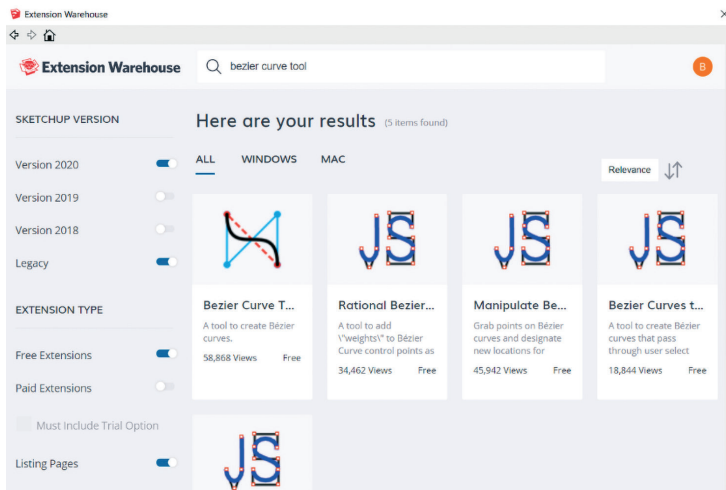 Extension Warehouse
Extension Warehouse
bezier curve tool
B
SKETCHUP VERSION
Version 2020
Version 2019
Version 2018
Legacy
EXTENSION TYPE
Free Extensions
Paid Extensions
Must Include Trial Option
Listing Pages
Here are your results (5 items found)
ALL WINDOWS MAC
Relevance
Bezier Curve T...
A tool to create Bézier
curves.
58,868 Views Free
JS
Rational Bezier...
A tool to add
\"weights\" to Bézier
Curve control points as
34,462 Views Free
JS
Manipulate Be...
Grab points on Bézier
curves and designate
new locations for
45,942 Views Free
JS
Bezier Curves t...
A tool to create Bézier
curves that pass
through user select
18,844 Views Free
JS